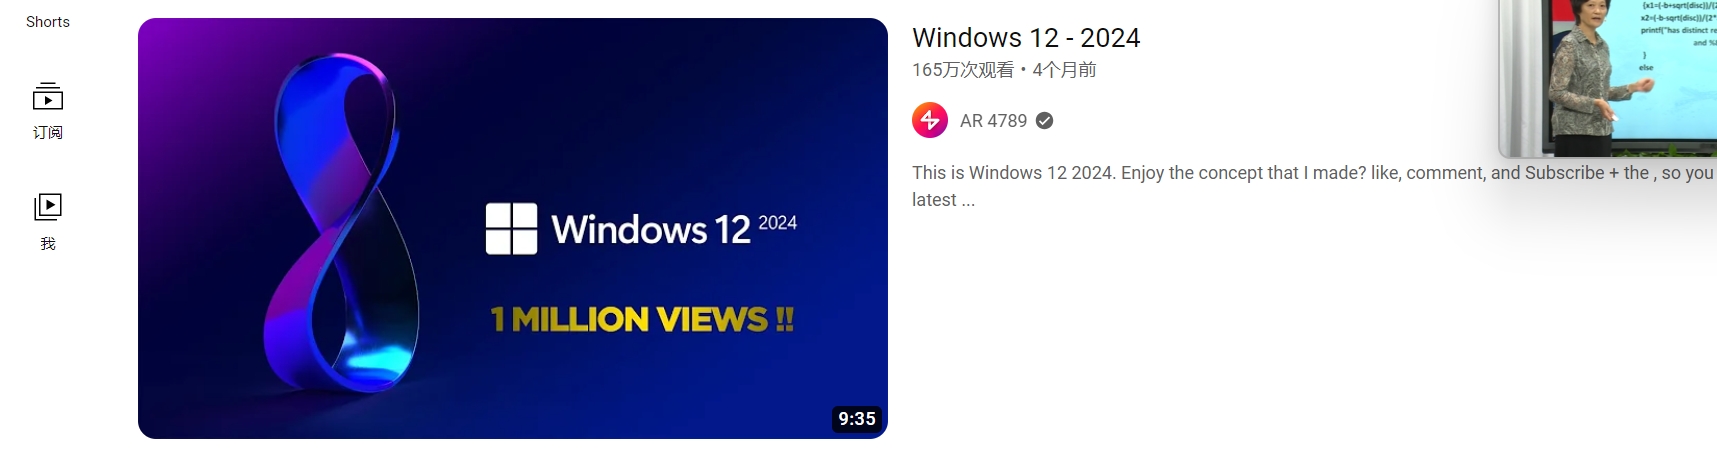 Shorts
订阅
我
Windows 12 2024
1 MILLION VIEWS !!
9:35
Windows 12 - 2024
165万次观看 • 4个月前
AR 4789
This is Windows 12 2024. Enjoy the concept that I made? like, comment, and Subscribe + the , so you
latest ...
{x1=(-b+sqrt(disc))/(2
x2=(-b-sqrt(disc))/(2*
printf("has distinct re
and %
}
else